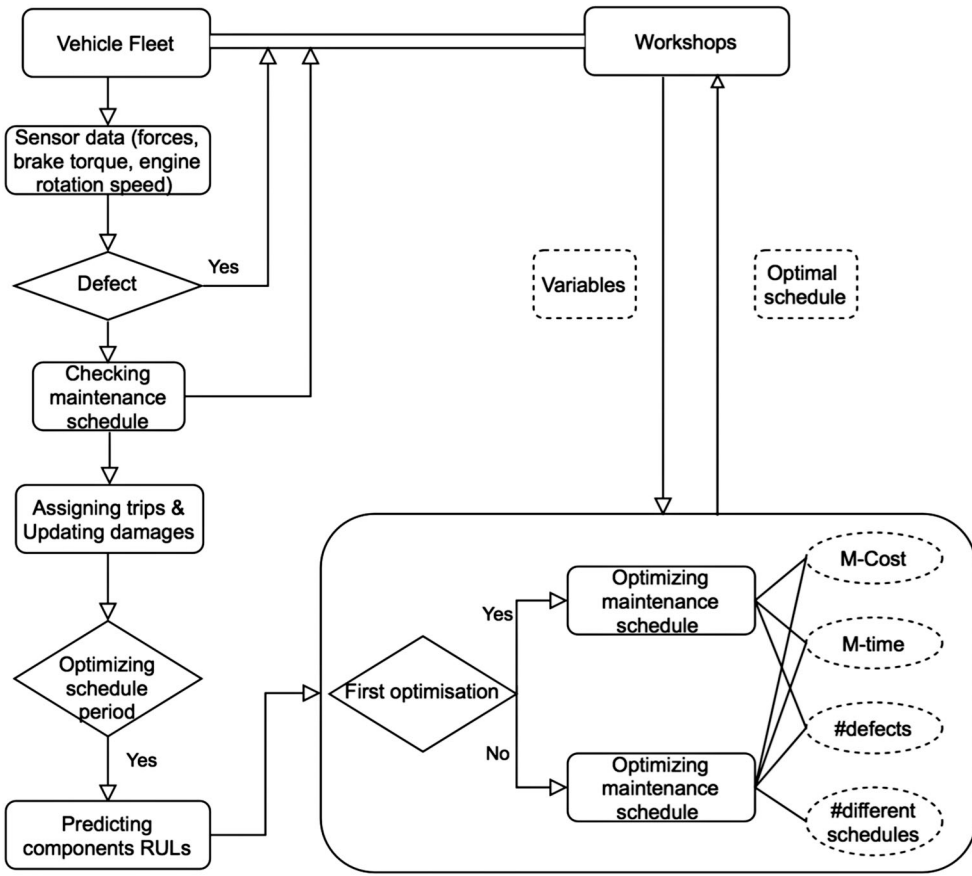 Vehicle Fleet
Workshops
Sensor data (forces,
brake torque, engine
rotation speed)
Defect
Yes
Variables
Optimal
schedule
Checking
maintenance
schedule
Assigning trips &
Updating damages
Optimizing
schedule
period
Yes
Predicting
components RULs
First optimisation
Yes
No
Optimizing
maintenance
schedule
Optimizing
maintenance
schedule
M-Cost
M-time
#defects
#different
schedules